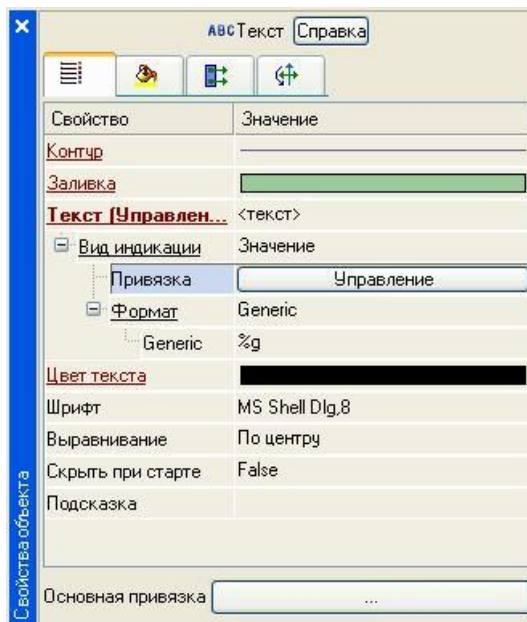 ABC Текст Справка
Свойство Значение
Контур
Заливка
Текст (Управлен... <текст>
Вид индикации Значение
Привязка Управление
Формат Generic
Generic %g
Цвет текста
Шрифт MS Shell Dlg,8
Выравнивание По центру
Скрыть при старте False
Подсказка
Основная привязка ...
Свойства объекта